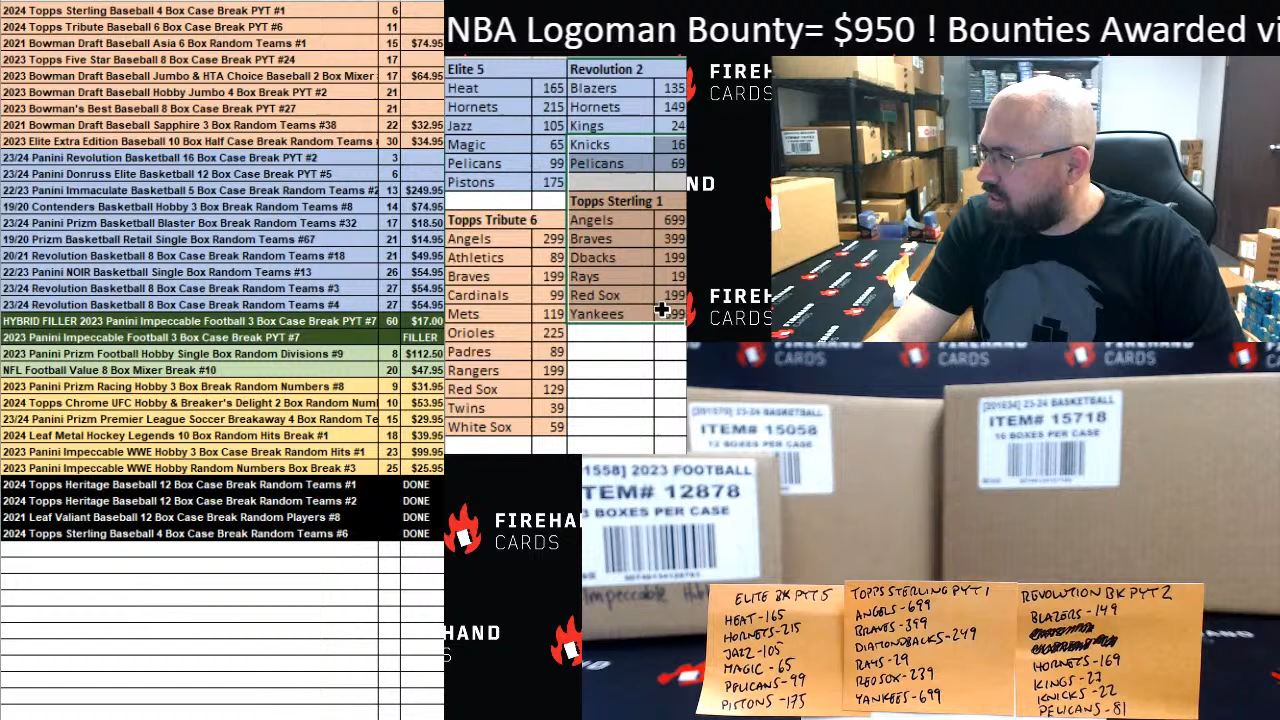 2024 Topps Sterling Baseball 4 Box Case Break PYT #1 6
2024 Topps Tribute Baseball 6 Box Case Break PYT #6 11
2021 Bowman Draft Baseball Asia 6 Box Random Teams #1 15 $74.95
2023 Topps Five Star Baseball 8 Box Case Break PYT #24 17
2023 Bowman Draft Baseball Jumbo & HTA Choice Baseball 2 Box Mixer 17 $64.95
2023 Bowman Draft Baseball Hobby Jumbo 4 Box Break PYT #2 21
2023 Bowman's Best Baseball 8 Box Case Break PYT #27 21
2021 Bowman Draft Baseball Sapphire 3 Box Random Teams #38 22 $32.95
2023 Elite Extra Edition Baseball 10 Box Half Case Break Random Teams 30 $34.95
23/24 Panini Revolution Basketball 16 Box Case Break PYT #2 3
23/24 Panini Donruss Elite Basketball 12 Box Case Break PYT #5 6
22/23 Panini Immaculate Basketball 5 Box Case Break Random Teams #2 13 $249.95
19/20 Contenders Basketball Hobby 3 Box Random Teams #8 14 $74.95
23/24 Panini Prizm Basketball Blaster Box Random Teams #32 17 $18.50
19/20 Prizm Basketball Retail Single Box Random Teams #67 21 $14.95
20/21 Revolution Basketball 8 Box Case Break Random Teams #18 21 $49.95
22/23 Panini NOIR Basketball Single Box Random Teams #13 26 $54.95
23/24 Revolution Basketball 8 Box Random Teams #3 27 $54.95
23/24 Revolution Basketball 8 Box Random Teams #4 27 $54.95
HYBRID FILLER 2023 Panini Impeccable Football 3 Box Case Break PYT #7 60 $17.00
2023 Panini Impeccable Football 3 Box Case Break PYT #7 FILLER
2023 Panini Prizm Football Hobby Single Box Random Divisions #9 8 $112.50
NFL Football Value 8 Box Mixer Break #10 20 $47.95
2023 Panini Prizm Racing Hobby 3 Box Break Random Numbers #8 9 $31.95
2024 Topps Chrome UFC Hobby & Breaker's Delight 2 Box Random Numl 10 $53.95
23/24 Panini Prizm Premier League Soccer Breakaway 4 Box Random Te 15 $29.95
2024 Leaf Metal Hockey Legends 10 Box Random Hits Break #1 18 $39.95
2023 Panini Impeccable WWE Hobby 3 Box Case Break Random Hits #1 23 $99.95
2023 Panini Impeccable WWE Hobby Random Numbers Box Break #3 25 $25.95
2024 Topps Heritage Baseball 12 Box Case Break Random Teams #1 DONE
2024 Topps Heritage Baseball 12 Box Case Break Random Teams #2 DONE
2021 Leaf Valiant Baseball 12 Box Case Break Random Players #8 DONE
2024 Topps Sterling Baseball 4 Box Case Break Random Teams #6 DONE
NBA Logoman Bounty= $950 ! Bounties Awarded vi
Elite 5
Heat 165
Hornets 215
Jazz 105
Magic 65
Pelicans 99
Pistons 175
Topps Tribute 6
Angels 299
Athletics 89
Braves 199
Cardinals 99
Mets 119
Orioles 225
Padres 89
Rangers 199
Red Sox 129
Twins 39
White Sox 59
Revolution 2
Blazers 135
Hornets 149
Kings 24
Knicks 16
Pelicans 69
Topps Sterling 1
Angels 699
Braves 399
Dbacks 199
Rays 19
Red Sox 199
Yankees
FIREH
CARDS
ND
FIREH
CARDS
FIREHAND
CARDS
CARDS
FIREHAN
CARDS
HAND
S
23-24 BASKETBALL
ITEM# 15058
12 BOXES PER CASE
23-24 BASKETBALL
ITEM# 15718
16 BOXES PER CASE
1558] 2023 FOOTBALL
TEM# 12878
3 BOXES PER CASE
Impeccable
ELITE BK PYT 5
HEAT-165
HORNETS-215
JAZZ-105
MAGIC-65
PELICANS-99
PISTONS-175
TOPPS STERLING PYT 1
ANGELS-699
BRAVES-399
DIAMONDBACKS-249
RAYS-29
RED SOX-239
YANKEES-699
REVOLUTION BK PYT 2
BLAZERS-149
HORNETS-169
KINGS-27
KNICKS-22
PELICANS-81